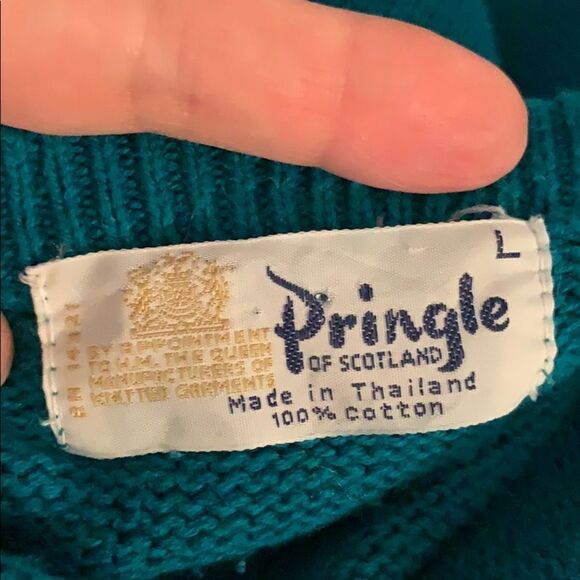 L
Pringle
OF SCOTLAND
Made in Thailand
100% Cotton
BY APPOINTMENT
TO H.M. THE QUEEN
MANUFACTURERS OF
KNITTED GARMENTS